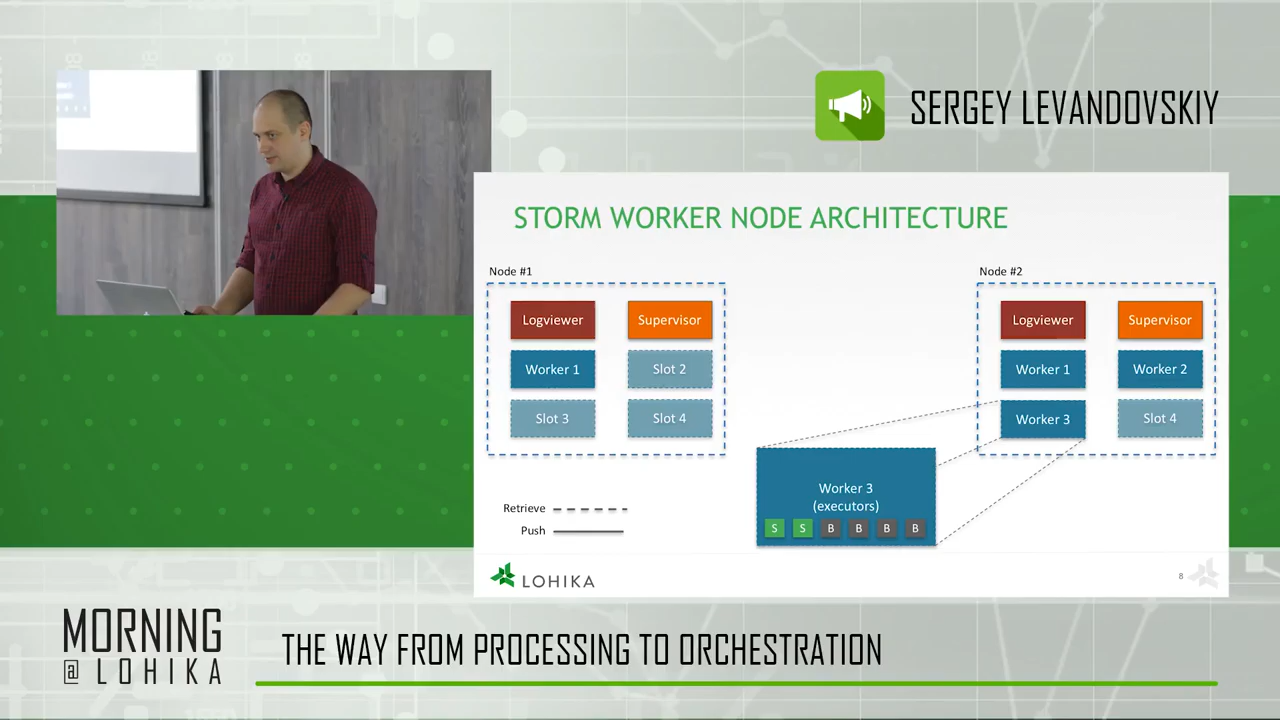 SERGEY LEVANDOVSKIY
STORM WORKER NODE ARCHITECTURE
Node #1
Logviewer
Supervisor
Worker 1
Slot 2
Slot 3
Slot 4
Node #2
Logviewer
Supervisor
Worker 1
Worker 2
Worker 3
Slot 4
Worker 3
(executors)
S S B B B B
Retrieve
Push
LOHIKA
8
MORNING
@ LOHIKA
THE WAY FROM PROCESSING TO ORCHESTRATION